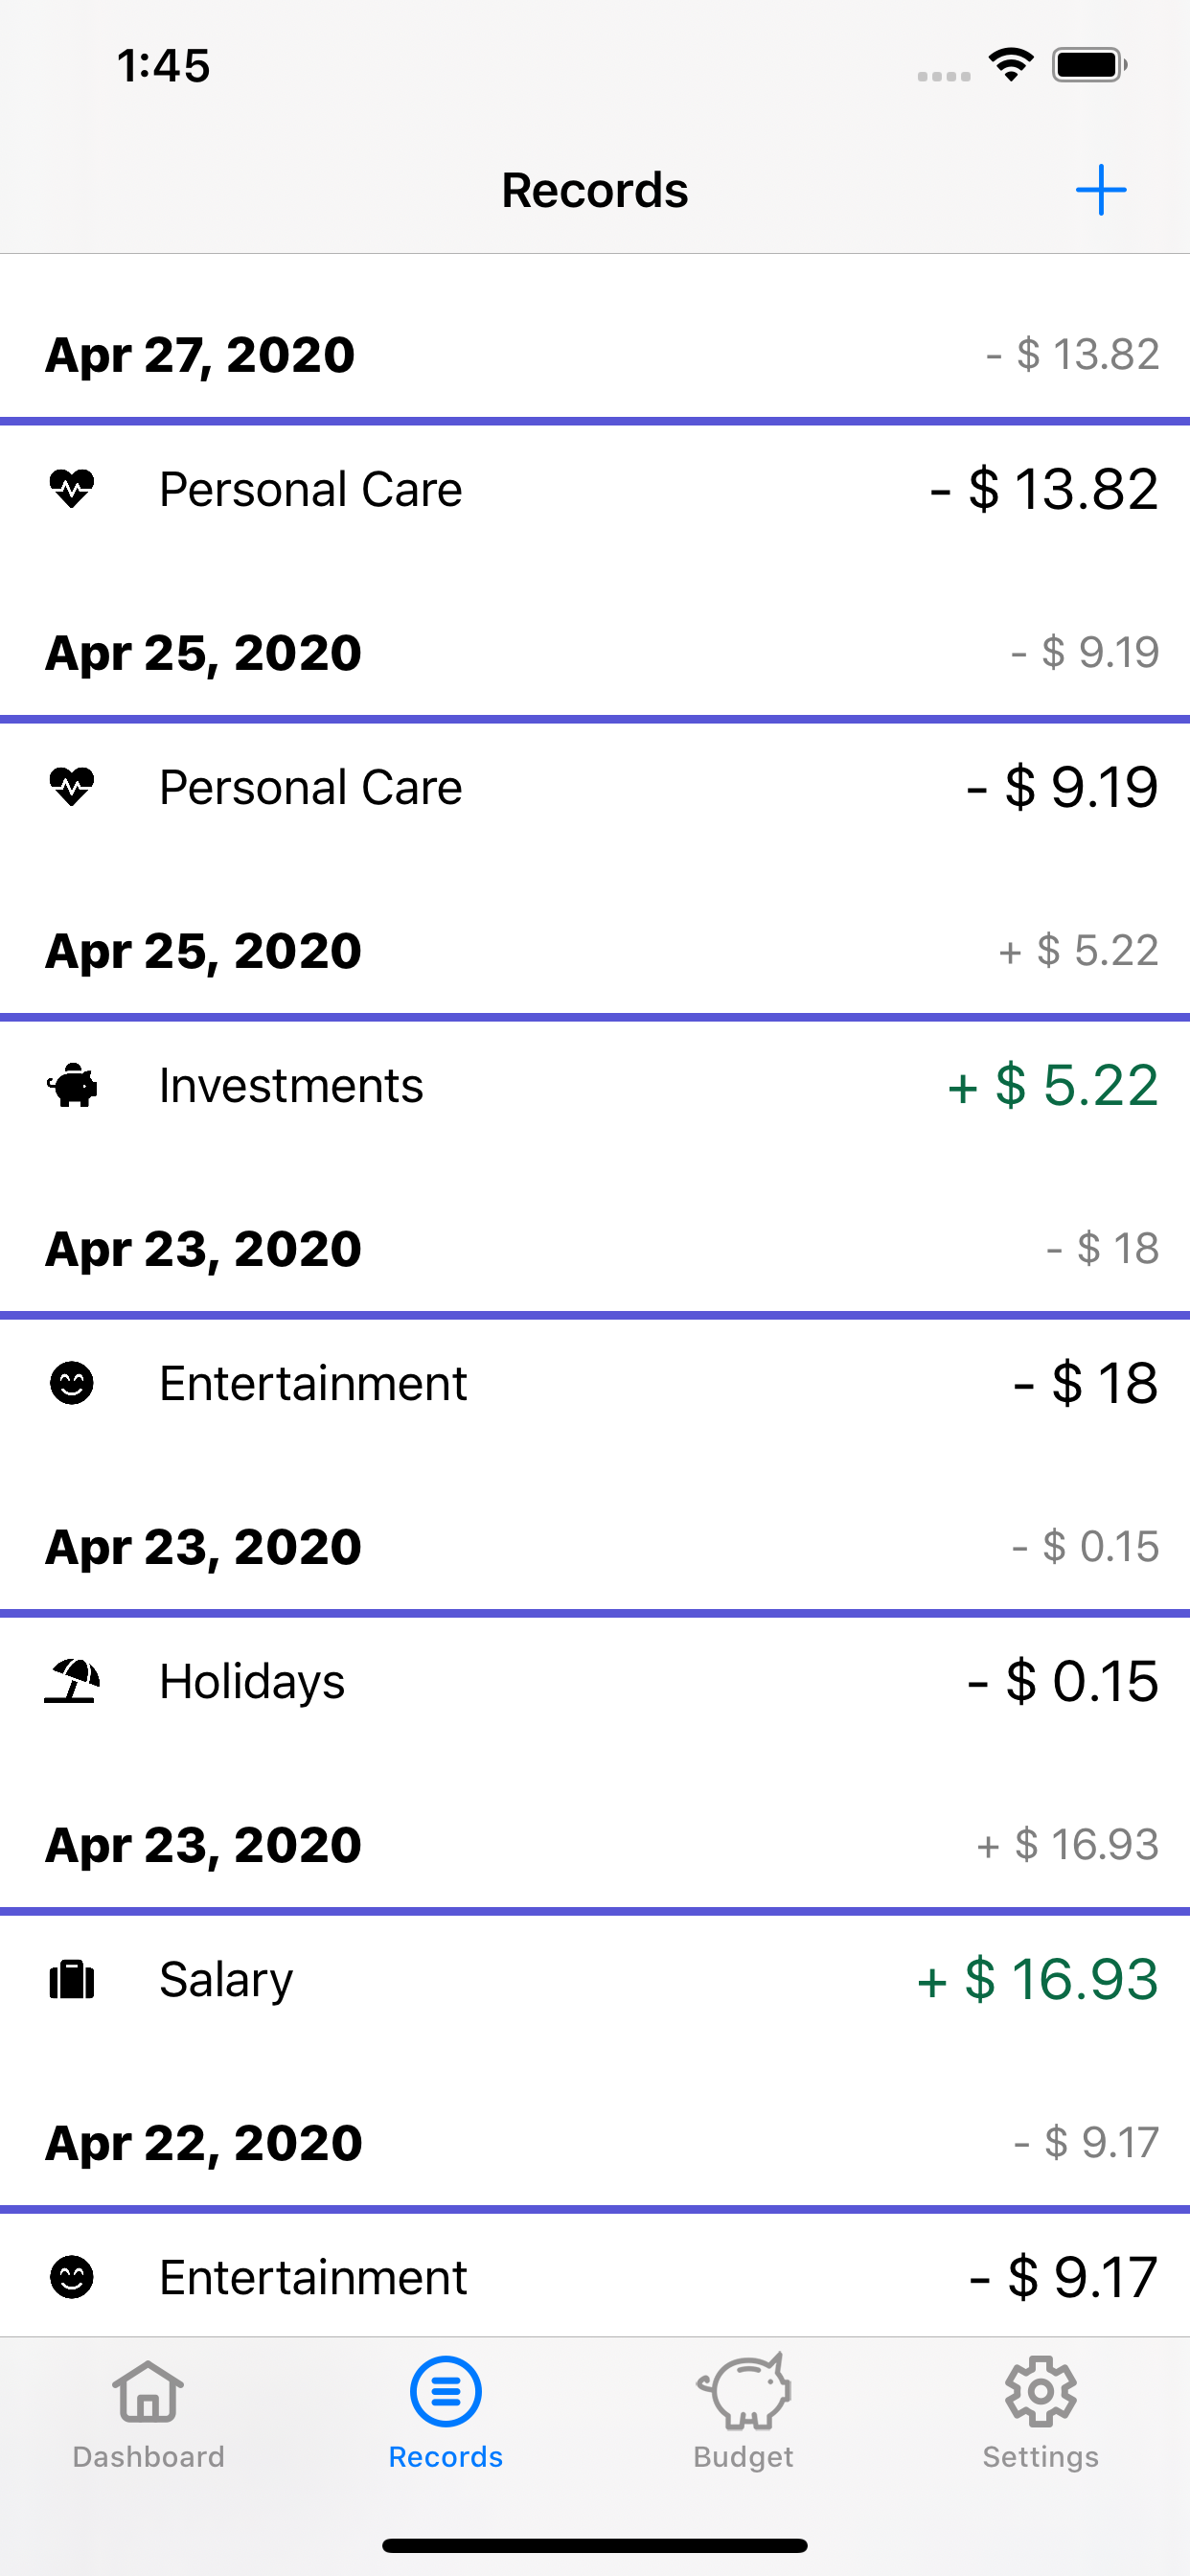 1:45
Records
Apr 27, 2020 - $ 13.82
Personal Care - $ 13.82
Apr 25, 2020 - $ 9.19
Personal Care - $ 9.19
Apr 25, 2020 + $ 5.22
Investments + $ 5.22
Apr 23, 2020 - $ 18
Entertainment - $ 18
Apr 23, 2020 - $ 0.15
Holidays - $ 0.15
Apr 23, 2020 + $ 16.93
Salary + $ 16.93
Apr 22, 2020 - $ 9.17
Entertainment - $ 9.17
Dashboard Records Budget Settings